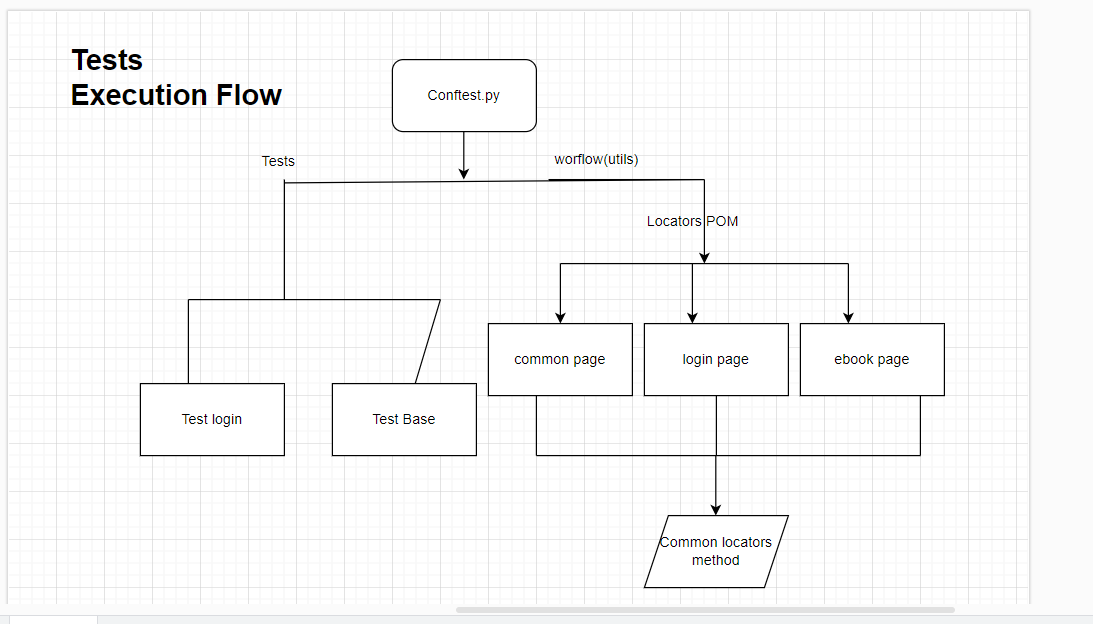 Tests
Execution Flow
Conftest.py
Tests
worflow(utils)
Locators POM
common page
login page
ebook page
Test login
Test Base
Common locators
method